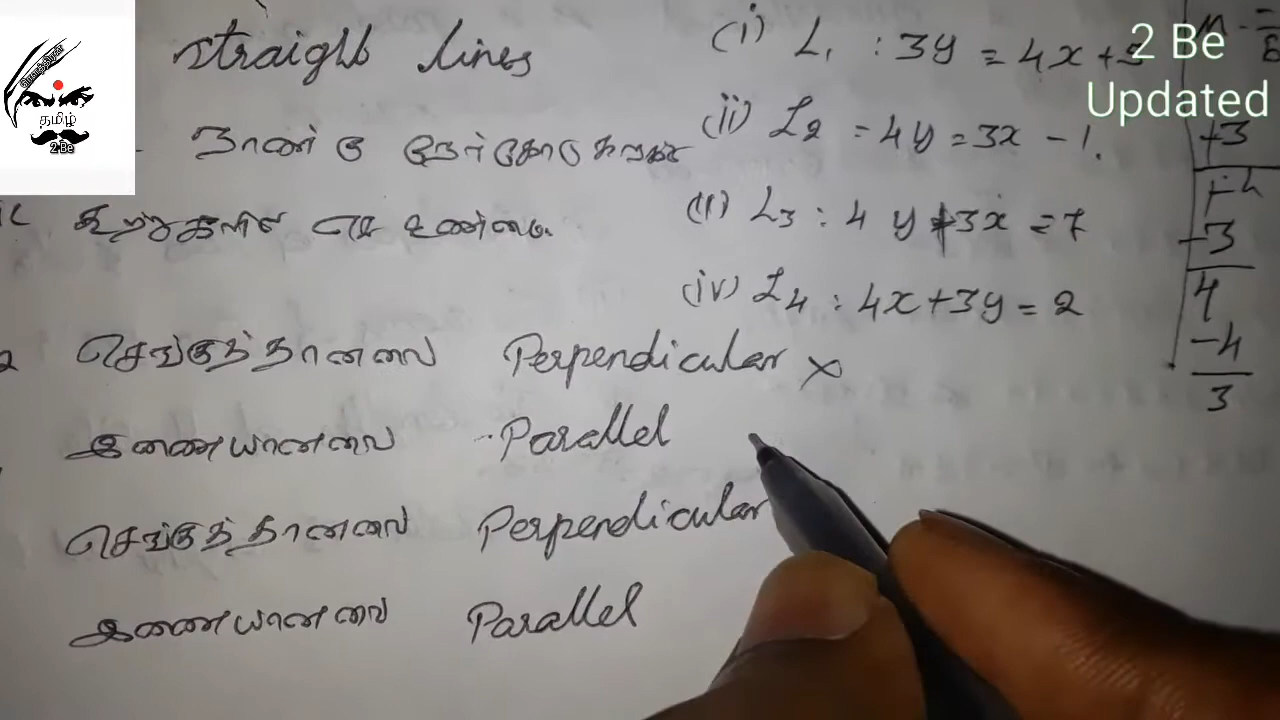 straight lines
(i) L1 : 3y = 4x + 5
2 Be
Updated
தமிழ்
2 Be
(ii) L2 = 4y = 3x - 1.
நான்கு நேர்கோடுகளின்
கூற்றுகளில் எது உண்மை
(iii) L3 : 4y + 3x = 7
(iv) L4 : 4x + 3y = 2
செங்குத்தானவை Perpendicular ×
இணையானவை Parallel
செங்குத்தானவை Perpendicular
இணையானவை Parallel
+3
-3
4
-4
3